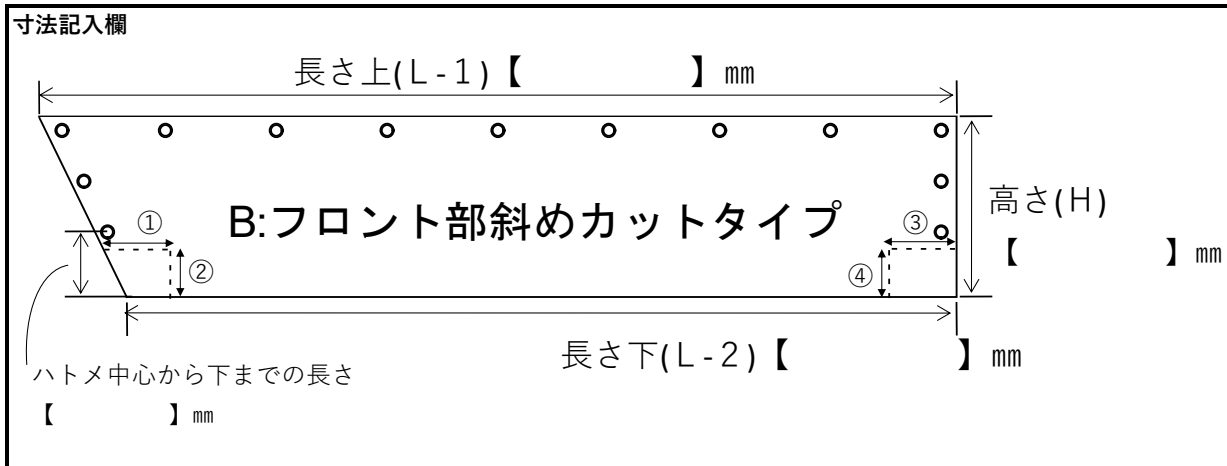 寸法記入欄
長さ上(L-1)【　　　　】㎜
B:フロント部斜めカットタイプ
①
②
③
④
高さ(H)
【　　　　】㎜
長さ下(L-2)【　　　　】㎜
ハトメ中心から下までの長さ
【　　　　】㎜